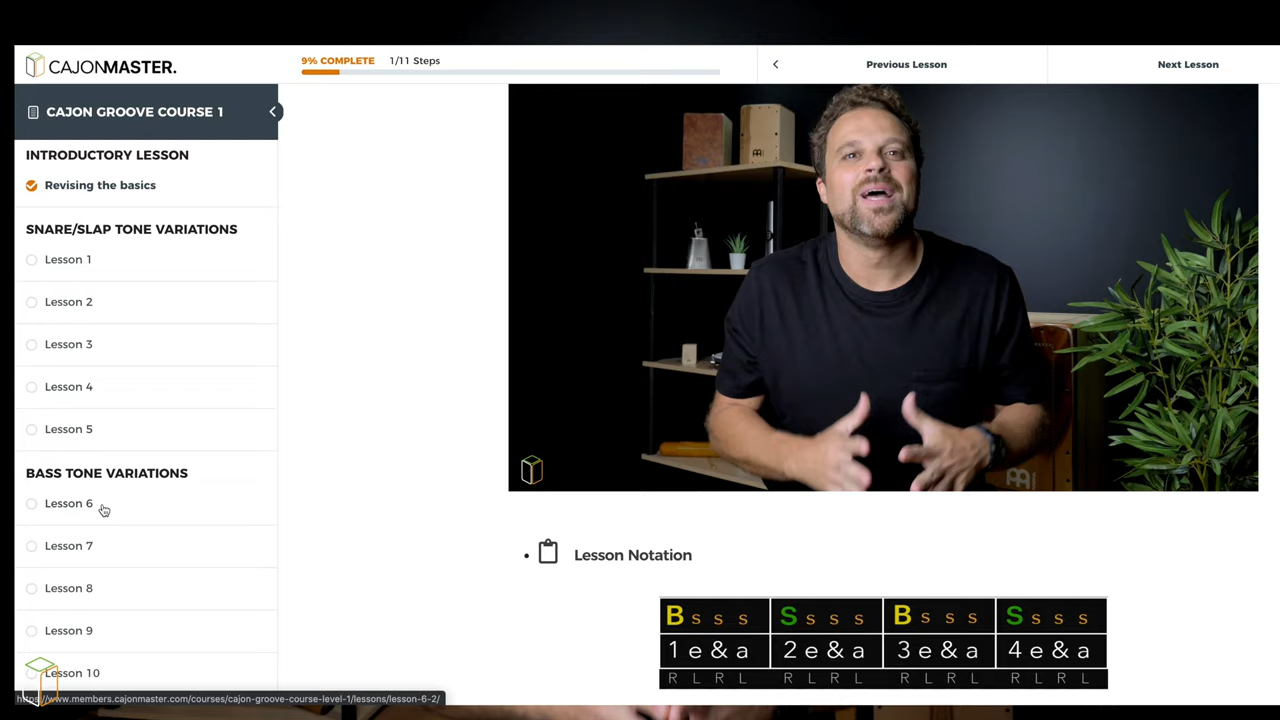 CAJONMASTER.
9% COMPLETE 1/11 Steps
Previous Lesson
Next Lesson
CAJON GROOVE COURSE 1
INTRODUCTORY LESSON
Revising the basics
SNARE/SLAP TONE VARIATIONS
Lesson 1
Lesson 2
Lesson 3
Lesson 4
Lesson 5
BASS TONE VARIATIONS
Lesson 6
Lesson 7
Lesson 8
Lesson 9
Lesson 10
https://www.members.cajonmaster.com/courses/cajon-groove-course-level-1/lessons/lesson-6-2/
MEINL
MEINL
Lesson Notation
B s s s S s s s B s s s S s s s
1 e & a 2 e & a 3 e & a 4 e & a
R L R L R L R L R L R L R L R L